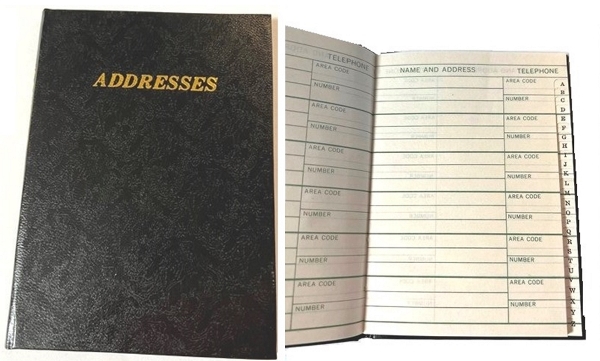 ADDRESSES
TELEPHONE
AREA CODE
NUMBER
AREA CODE
NUMBER
AREA CODE
NUMBER
AREA CODE
NUMBER
AREA CODE
NUMBER
AREA CODE
NUMBER
NAME AND ADDRESS TELEPHONE
AREA CODE
NUMBER
AREA CODE
NUMBER
AREA CODE
NUMBER
AREA CODE
NUMBER
AREA CODE
NUMBER
AREA CODE
NUMBER
A
B
C
D
E
F
G
H
I
J
K
L
M
N
O
P
Q
R
S
T
U
V
W
X
Y
Z